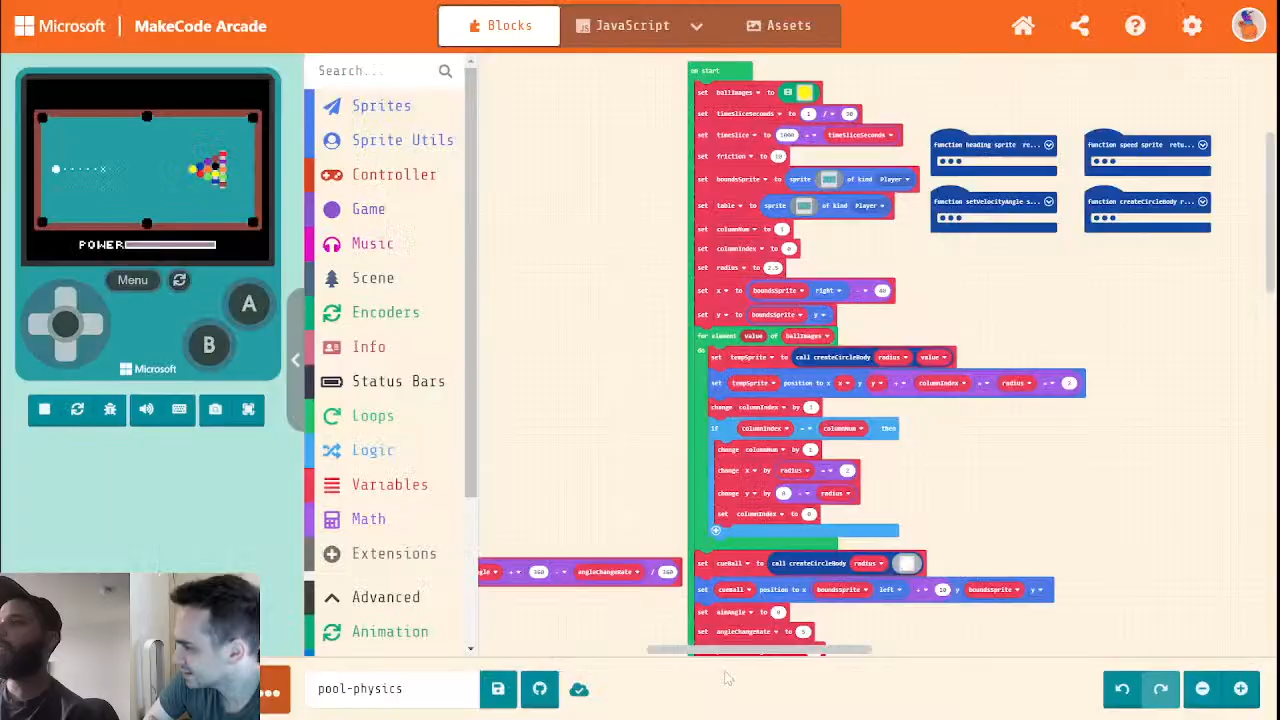 Microsoft | MakeCode Arcade
Blocks
JavaScript
Assets
POWER
Menu
A
B
Microsoft
Search...
Sprites
Sprite Utils
Controller
Game
Music
Scene
Encoders
Info
Status Bars
Loops
Logic
Variables
Math
Extensions
Advanced
Animation
on start
set ballImages to
set timeSliceSeconds to 1 / 30
set timeSlice to 1000 timeSliceSeconds
set friction to 10
set boundsSprite to sprite of kind Player
set table to sprite of kind Player
set columnNum to 1
set columnIndex to 0
set radius to 2.5
set x to boundsSprite right - 40
set y to boundsSprite y
for element value of ballImages
do
set tempSprite to call createCircleBody radius value
set tempSprite position to x x y y + columnIndex radius 2
change columnIndex by 1
if columnIndex = columnNum then
change columnNum by 1
change x by radius 2
change y by 0 - radius
set columnIndex to 0
set cueBall to call createCircleBody radius
set cueBall position to x boundsSprite left + 10 y boundsSprite y
set aimAngle to 0
set angleChangeRate to 5
function heading sprite re...
function speed sprite retu...
function setVelocityAngle s...
function createCircleBody r...
ngle + 360 - angleChangeRate / 360
pool-physics